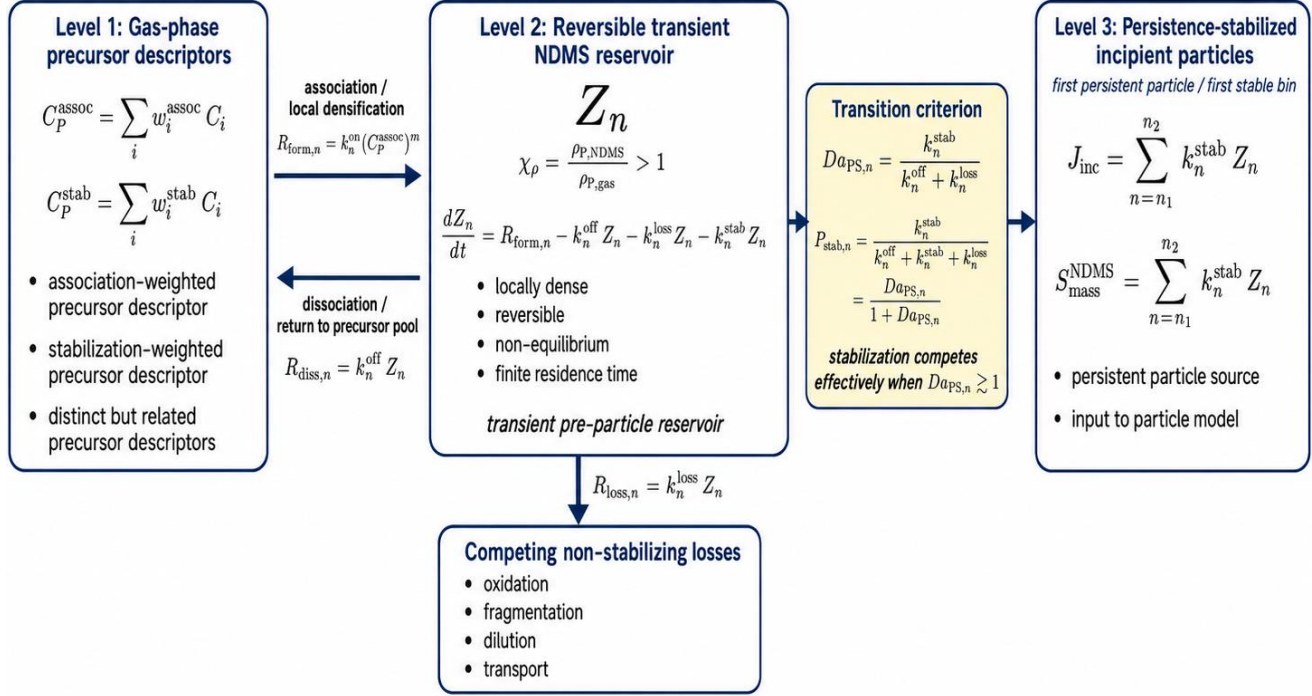 Level 1: Gas-phase
precursor descriptors
C_P^assoc = ∑_i w_i^assoc C_i
C_P^stab = ∑_i w_i^stab C_i
• association-weighted
precursor descriptor
• stabilization-weighted
precursor descriptor
• distinct but related
precursor descriptors
association /
local densification
R_form,n = k_n^on (C_P^assoc)^m
dissociation /
return to precursor pool
R_diss,n = k_n^off Z_n
Level 2: Reversible transient
NDMS reservoir
Z_n
χ_ρ = ρ_P,NDMS / ρ_P,gas > 1
dZ_n / dt = R_form,n − k_n^off Z_n − k_n^loss Z_n − k_n^stab Z_n
• locally dense
• reversible
• non-equilibrium
• finite residence time
transient pre-particle reservoir
R_loss,n = k_n^loss Z_n
Competing non-stabilizing losses
• oxidation
• fragmentation
• dilution
• transport
Transition criterion
Da_PS,n = k_n^stab / (k_n^off + k_n^loss)
P_stab,n = k_n^stab / (k_n^off + k_n^stab + k_n^loss)
= Da_PS,n / (1 + Da_PS,n)
stabilization competes
effectively when Da_PS,n ≳ 1
Level 3: Persistence-stabilized
incipient particles
first persistent particle / first stable bin
J_inc = ∑_{n=n_1}^{n_2} k_n^stab Z_n
S_mass^NDMS = ∑_{n=n_1}^{n_2} k_n^stab Z_n
• persistent particle source
• input to particle model